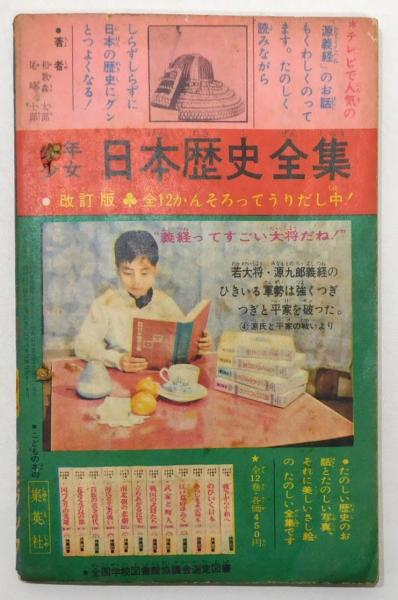 ★テレビで人気の
源義経』のお話
もくわしくのって
ます。たのしく
読みながら
しらずしらずに
日本の歴史にグン
とつよくなる!
●著者
少年
少女
日本歴史全集
●改訂版♣全12かんそろってうりだし中!
"義経ってすごい大将だね!"
若大将・源九郎義経の
ひきいる軍勢は強くつぎ
つぎと平家を破った。
④源氏と平家の戦いより
●たのしい歴史のお
話とたのしい写真、
それに美しいさし絵
の たのしい全集です
★全12巻・各価450円
●こどもの本の
集英社
●全国学校図書館協議会選定図書